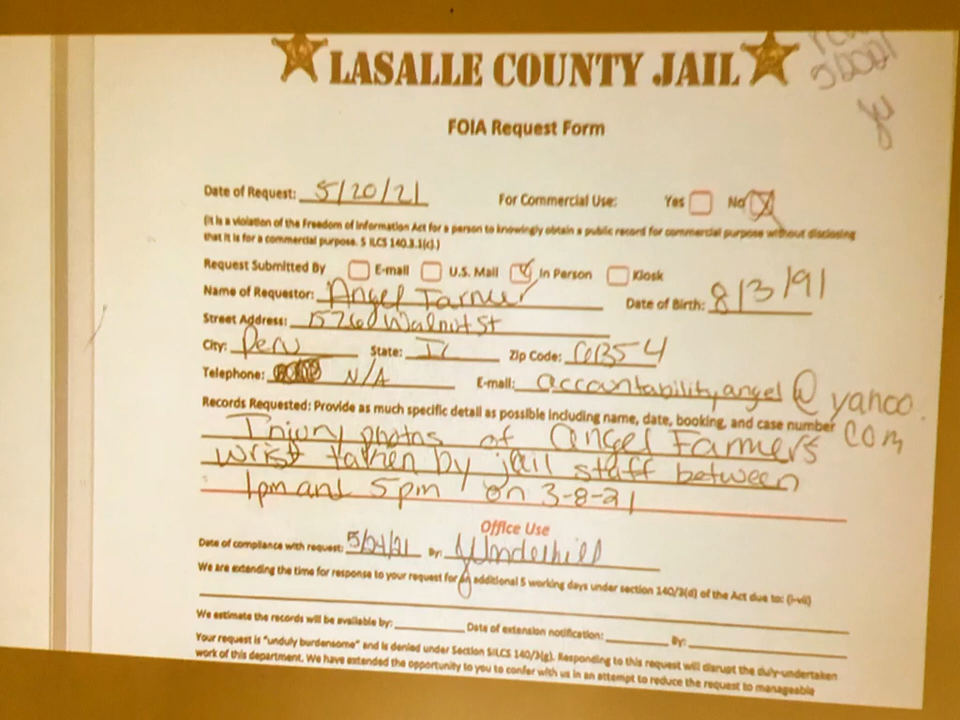 LASALLE COUNTY JAIL
FOIA Request Form
Date of Request: 5/20/21 For Commercial Use: Yes No
(It is a violation of the Freedom of Information Act for a person to knowingly obtain a public record for commercial purpose without disclosing
that it is for a commercial purpose. 5 ILCS 140.3.1(c).)
Request Submitted By E-mail U.S. Mail In Person Kiosk
Name of Requestor: Angel Farmer Date of Birth: 8/3/91
Street Address: Walnut St
City: Peru State: IL Zip Code: 61354
Telephone: N/A E-mail: accountability,angel@yahoo.
Records Requested: Provide as much specific detail as possible including name, date, booking, and case number com
Injury photos of Angel Farmers
wrist taken by jail staff between
1pm and 5pm on 3-8-21
Office Use
Date of compliance with request: 5/24/21 By: JUnderhill
We are extending the time for response to your request for an additional 5 working days under section 140/3(d) of the Act due to: (i-vii)
We estimate the records will be available by: Date of extension notification: By:
Your request is "unduly burdensome" and is denied under Section 5ILCS 140/3(g). Responding to this request will disrupt the duly-undertaken
work of this department. We have extended the opportunity to you to confer with us in an attempt to reduce the request to manageable